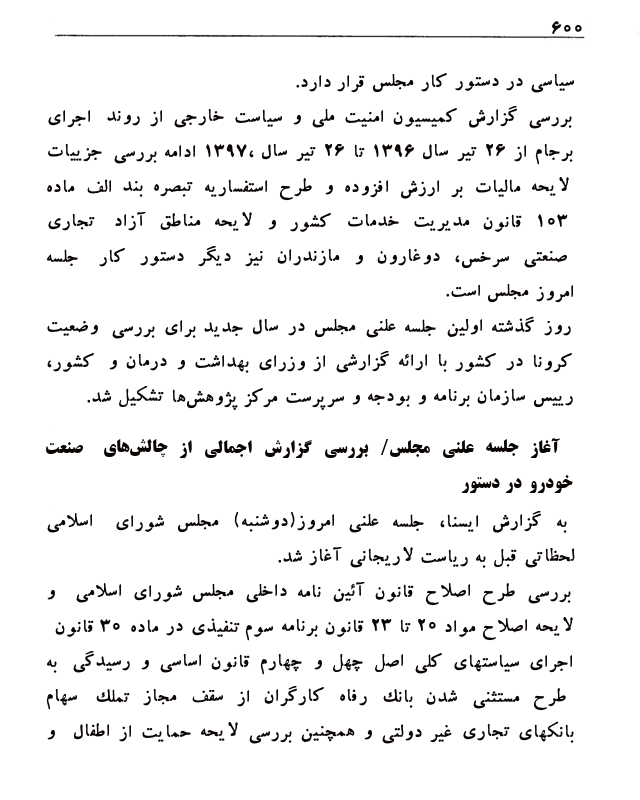 ۶۰۰
سیاسی در دستور کار مجلس قرار دارد.
بررسی گزارش کمیسیون امنیت ملی و سیاست خارجی از روند اجرای
برجام از ۲۶ تیر سال ۱۳۹۶ تا ۲۶ تیر سال ،۱۳۹۷ ادامه بررسی جزییات
لایحه مالیات بر ارزش افزوده و طرح استفساریه تبصره بند الف ماده
۱۰۳ قانون مدیریت خدمات کشور و لایحه مناطق آزاد تجاری
صنعتی سرخس، دوغارون و مازندران نیز دیگر دستور کار جلسه
امروز مجلس است.
روز گذشته اولین جلسه علنی مجلس در سال جدید برای بررسی وضعیت
کرونا در کشور با ارائه گزارشی از وزرای بهداشت و درمان و کشور،
رییس سازمان برنامه و بودجه و سرپرست مرکز پژوهش‌ها تشکیل شد.
آغاز جلسه علنی مجلس/ بررسی گزارش اجمالی از چالش‌های صنعت
خودرو در دستور
به گزارش ایسنا، جلسه علنی امروز(دوشنبه) مجلس شورای اسلامی
لحظاتی قبل به ریاست لاریجانی آغاز شد.
بررسی طرح اصلاح قانون آئین نامه داخلی مجلس شورای اسلامی و
لایحه اصلاح مواد ۲۰ تا ۲۳ قانون برنامه سوم تنفیذی در ماده ۳۰ قانون
اجرای سیاستهای کلی اصل چهل و چهارم قانون اساسی و رسیدگی به
طرح مستثنی شدن بانك رفاه کارگران از سقف مجاز تملك سهام
بانکهای تجاری غیر دولتی و همچنین بررسی لایحه حمایت از اطفال و